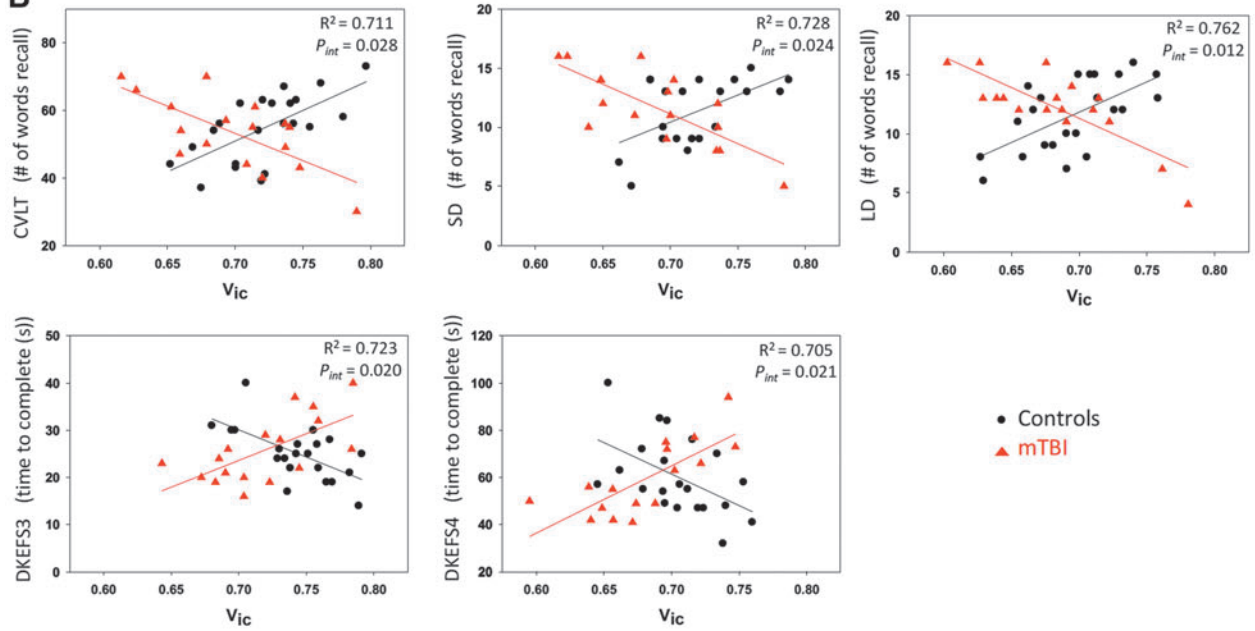 B
R² = 0.711
P_int = 0.028
CVLT (# of words recall)
80
60
40
20
0.60 0.65 0.70 0.75 0.80
Vic
R² = 0.728
P_int = 0.024
SD (# of words recall)
15
10
5
0
0.60 0.65 0.70 0.75 0.80
Vic
R² = 0.762
P_int = 0.012
LD (# of words recall)
20
15
10
5
0
0.60 0.65 0.70 0.75 0.80
Vic
R² = 0.723
P_int = 0.020
DKEFS3 (time to complete (s))
50
40
30
20
10
0
0.60 0.65 0.70 0.75 0.80
Vic
R² = 0.705
P_int = 0.021
DKEFS4 (time to complete (s))
120
100
80
60
40
20
0.60 0.65 0.70 0.75 0.80
Vic
Controls
mTBI